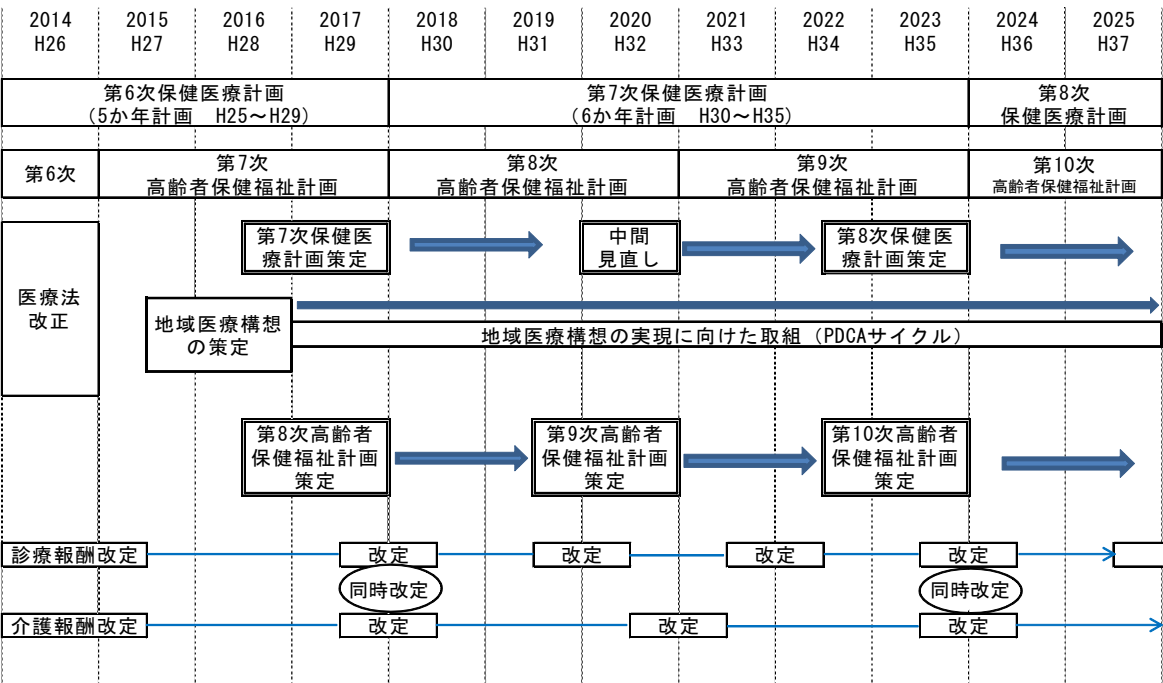 2014 2015 2016 2017 2018 2019 2020 2021 2022 2023 2024 2025
H26 H27 H28 H29 H30 H31 H32 H33 H34 H35 H36 H37
第6次保健医療計画
（5か年計画　H25～H29）
第7次保健医療計画
（6か年計画　H30～H35）
第8次
保健医療計画
第6次
第7次
高齢者保健福祉計画
第8次
高齢者保健福祉計画
第9次
高齢者保健福祉計画
第10次
高齢者保健福祉計画
医療法
改正
第7次保健医
療計画策定
中間
見直し
第8次保健医
療計画策定
地域医療構想
の策定
地域医療構想の実現に向けた取組（PDCAサイクル）
第8次高齢者
保健福祉計画
策定
第9次高齢者
保健福祉計画
策定
第10次高齢者
保健福祉計画
策定
診療報酬改定 改定 改定 改定 改定
同時改定 同時改定
介護報酬改定 改定 改定 改定